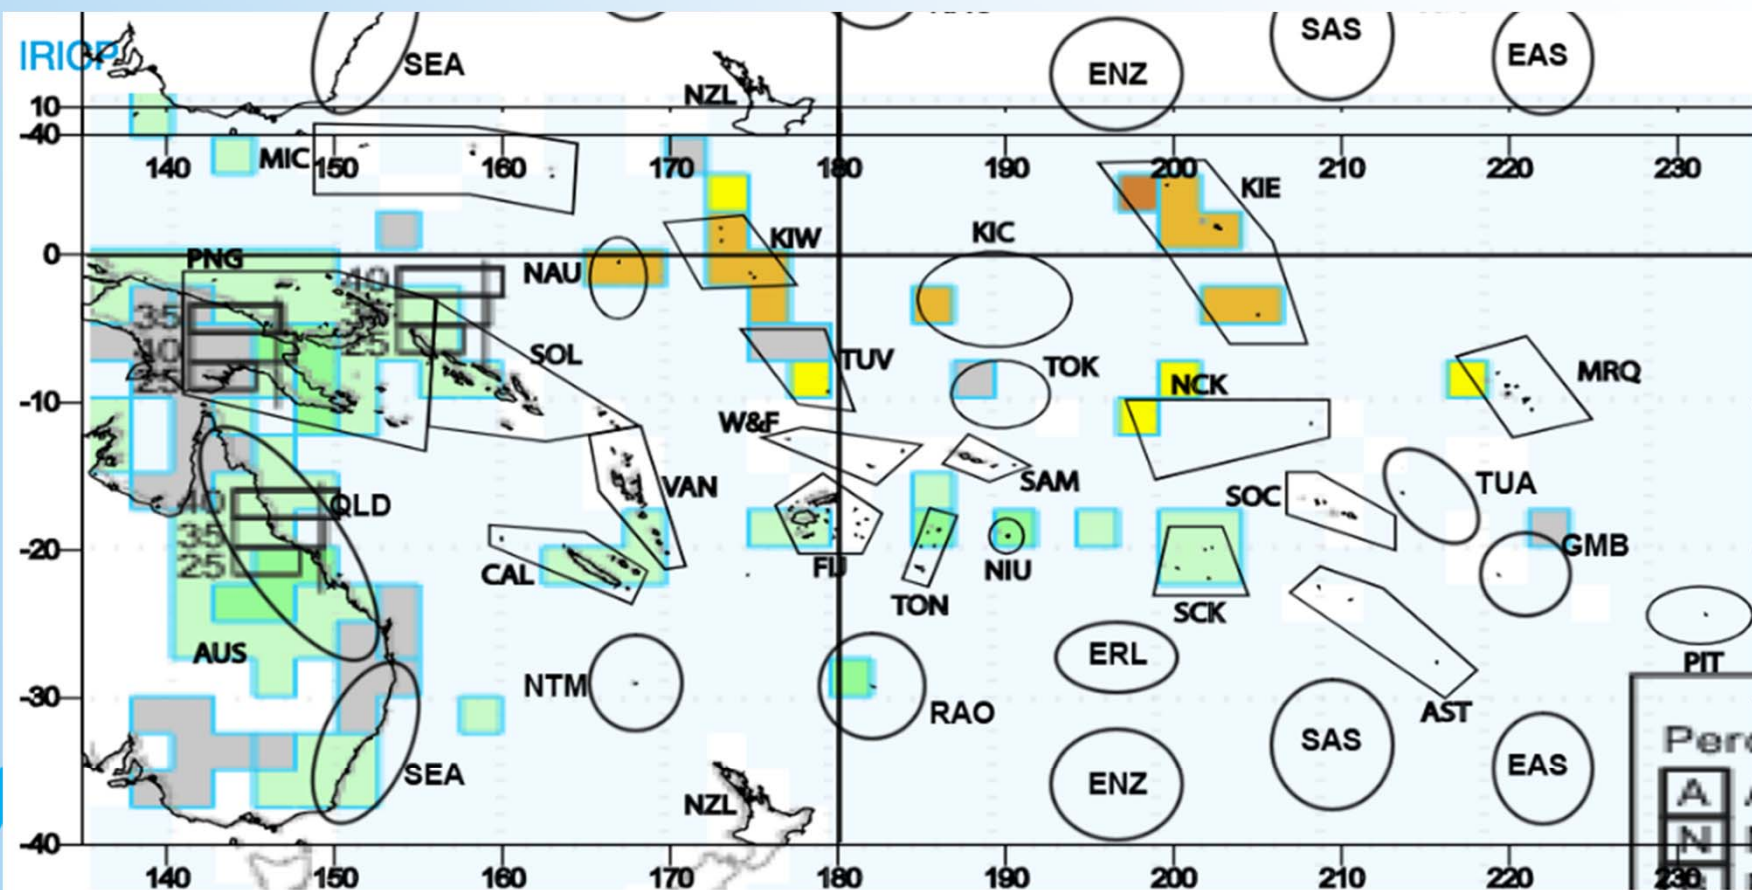 SEA
ENZ
SAS
EAS
IRICP
NZL
10
-40
140 150 160 170 180 190 200 210 220 230
MIC
KIE
KIW
KIC
0
PNG
NAU
40
35
35
40
25
25
SOL
TUV
TOK
NCK
MRQ
-10
W&F
VAN
SAM
SOC
TUA
40
QLD
35
25
-20
CAL
FIJ
NIU
GMB
TON
SCK
AUS
ERL
PIT
NTM
RAO
AST
-30
SEA
ENZ
SAS
EAS
Perc
A
N
NZL
-40
140 150 160 170 180 190 200 210 220 230